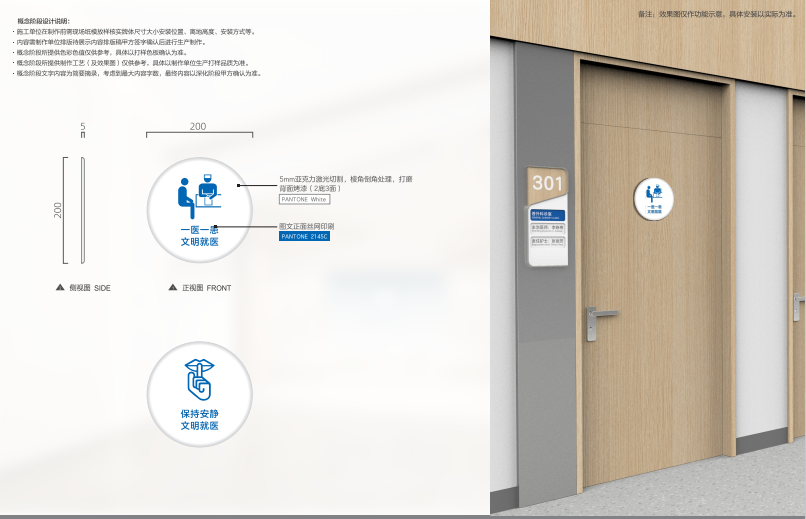 概念阶段设计说明：
·施工单位在制作前需现场纸模放样核实牌体尺寸大小安装位置、离地高度、安装方式等。
·内容需制作单位排版待展示内容排版稿甲方签字确认后进行生产制作。
·概念阶段所提供色彩色值仅供参考，具体以打样色板确认为准。
·概念阶段所提供制作工艺（及效果图）仅供参考，具体以制作单位生产打样品质为准。
·概念阶段文字内容为简要摘录，考虑到最大内容字数，最终内容以深化阶段甲方确认为准。
备注：效果图仅作功能示意，具体安装以实际为准。
5
200
200
5mm亚克力激光切割，棱角倒角处理，打磨
背面烤漆（2底3面）
PANTONE White
图文正面丝网印刷
PANTONE 2145C
一医一患
文明就医
侧视图 SIDE
正视图 FRONT
保持安静
文明就医
301
一医一患
文明就医